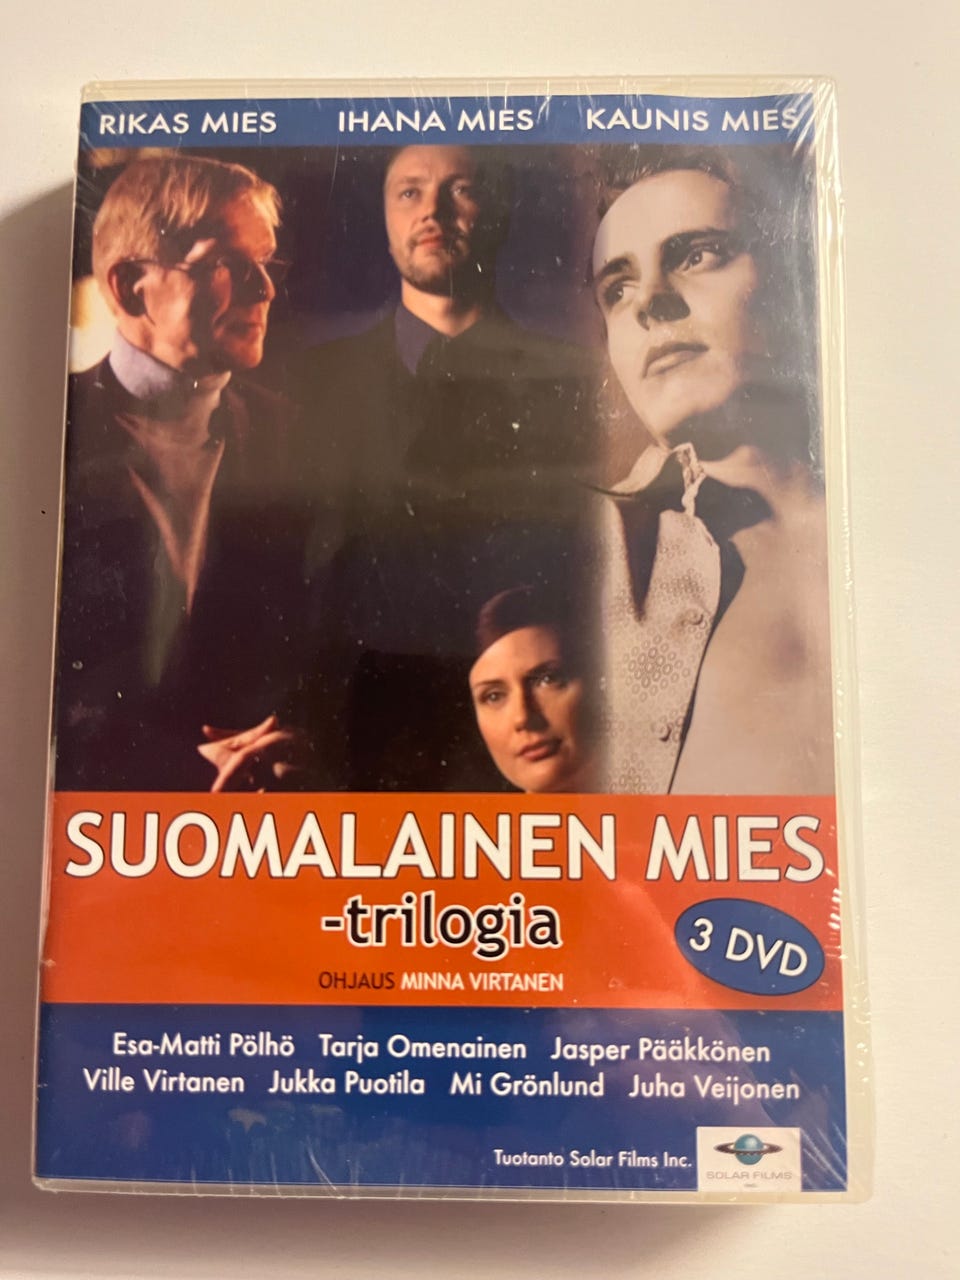 RIKAS MIES IHANA MIES KAUNIS MIES
SUOMALAINEN MIES
-trilogia
3 DVD
OHJAUS MINNA VIRTANEN
Esa-Matti Pölhö Tarja Omenainen Jasper Pääkkönen
Ville Virtanen Jukka Puotila Mi Grönlund Juha Veijonen
Tuotanto Solar Films Inc.
SOLAR FILMS